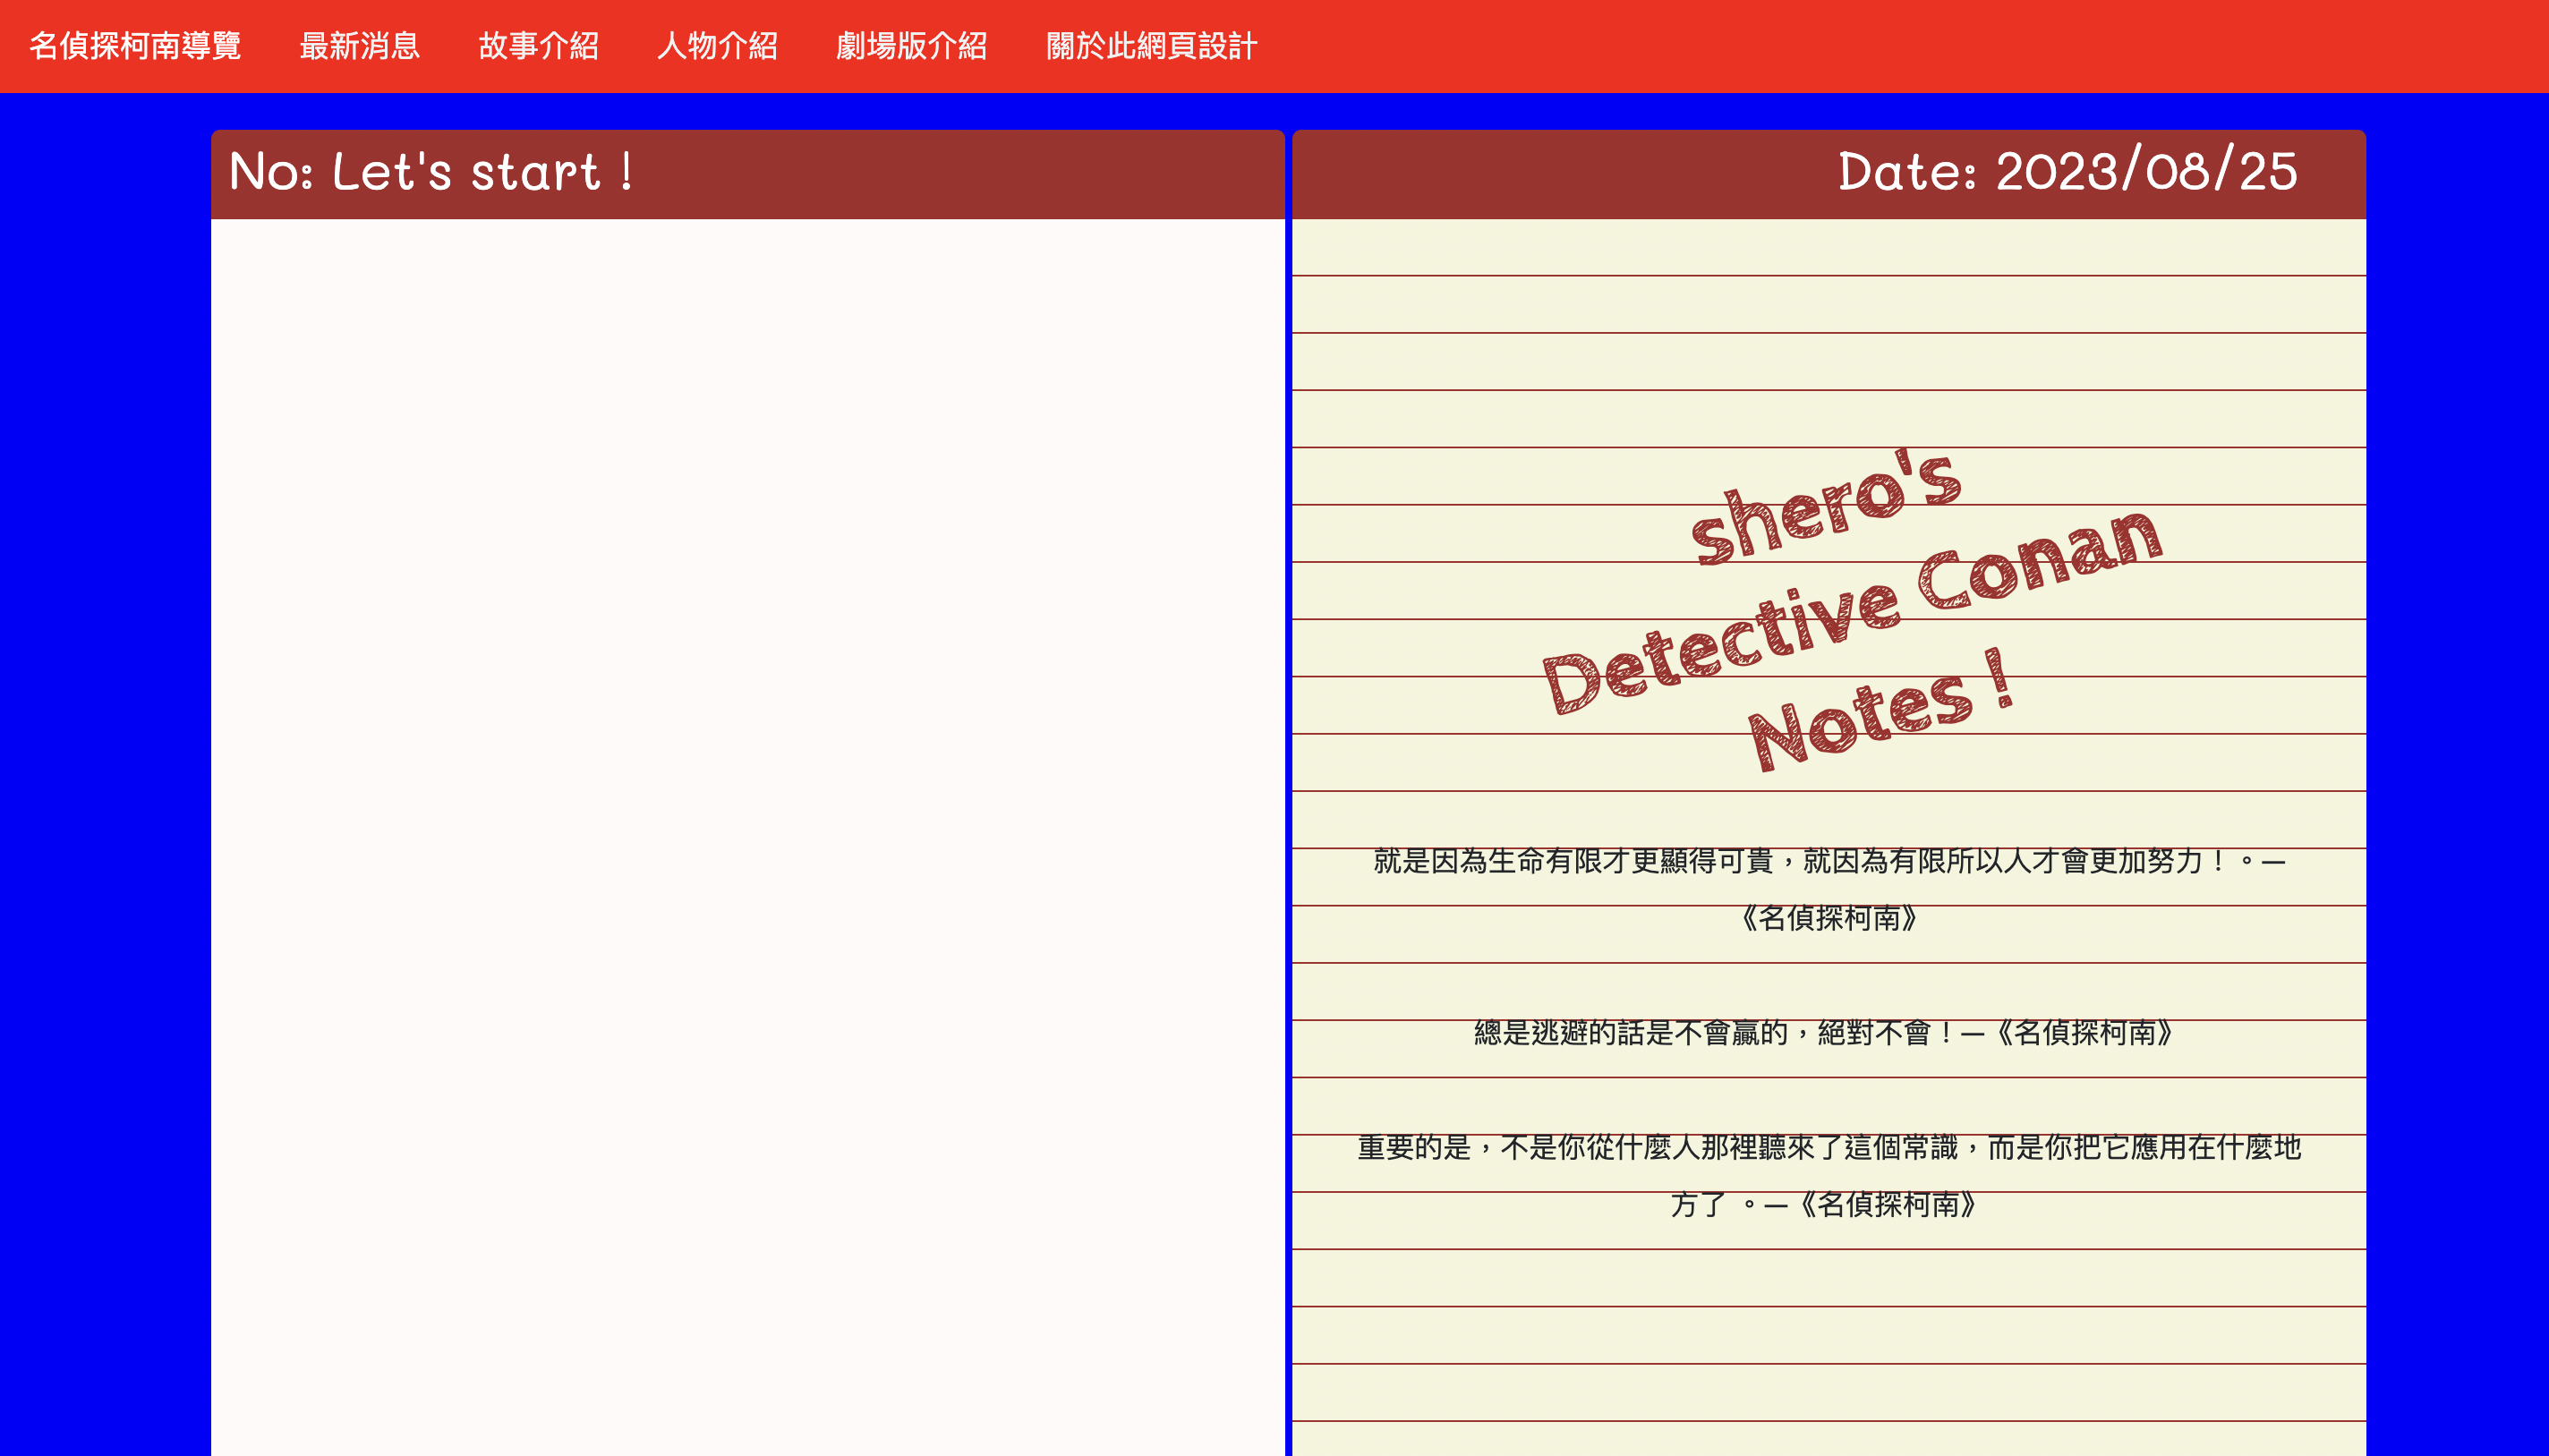 名偵探柯南導覽 最新消息 故事介紹 人物介紹 劇場版介紹 關於此網頁設計
No: Let's start !
Date: 2023/08/25
shero's
Detective Conan
Notes !
就是因為生命有限才更顯得可貴，就因為有限所以人才會更加努力！。—
《名偵探柯南》
總是逃避的話是不會贏的，絕對不會！—《名偵探柯南》
重要的是，不是你從什麼人那裡聽來了這個常識，而是你把它應用在什麼地
方了 。—《名偵探柯南》